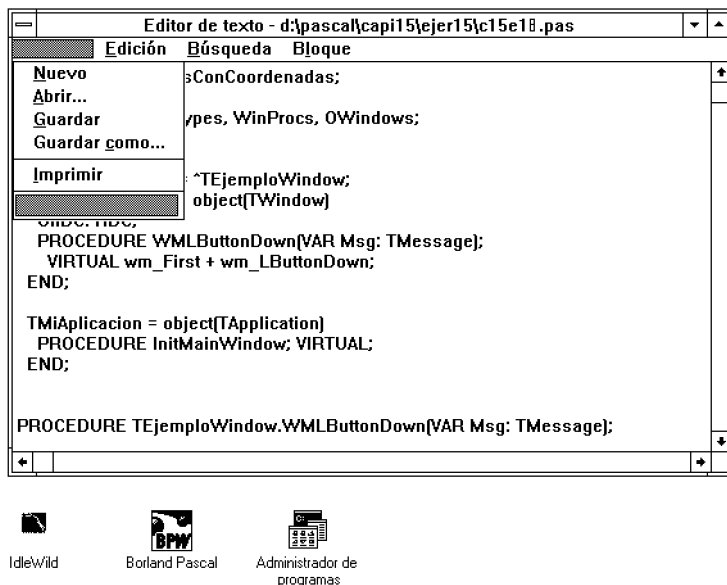 Editor de texto - d:\pascal\capi15\ejer15\c15e18.pas
Edición Búsqueda Bloque
Nuevo
Abrir...
Guardar
Guardar como...
Imprimir
sConCoordenadas;
ypes, WinProcs, OWindows;
^TEjemploWindow;
object(TWindow)
PROCEDURE WMLButtonDown(VAR Msg: TMessage);
VIRTUAL wm_First + wm_LButtonDown;
END;
TMiAplicacion = object(TApplication)
PROCEDURE InitMainWindow; VIRTUAL;
END;
PROCEDURE TEjemploWindow.WMLButtonDown(VAR Msg: TMessage);
IdleWild
BPW
Borland Pascal
Administrador de
programas